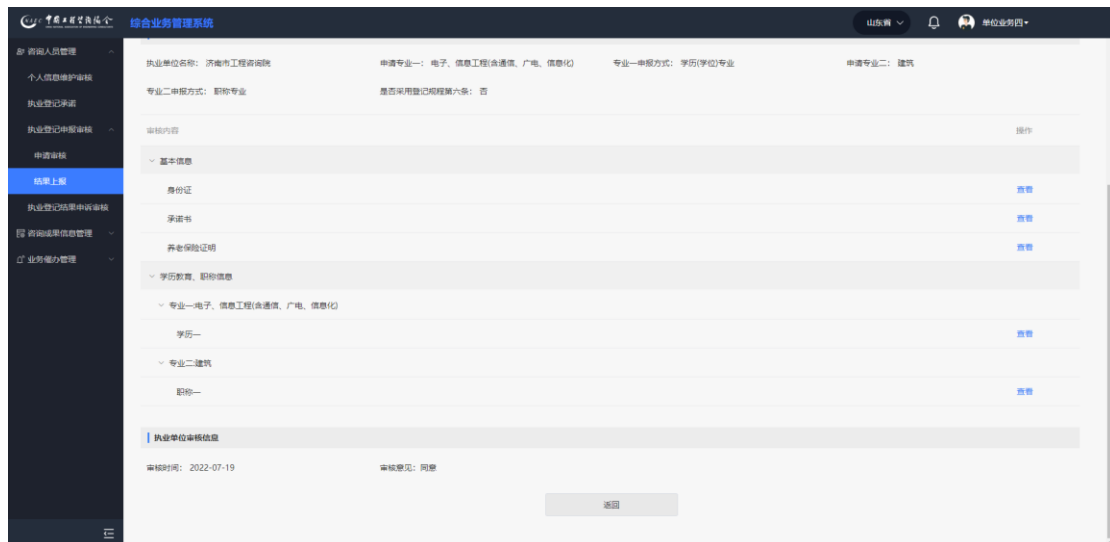 CNAEC 中国工程咨询协会 综合业务管理系统 山东省 单位业务四
咨询人员管理
个人信息维护审核
执业登记承诺
执业登记申报审核
申请审核
结果上报
执业登记结果申诉审核
咨询成果信息管理
业务催办管理
执业单位名称: 济南市工程咨询院 申请专业一: 电子、信息工程(含通信、广电、信息化) 专业一申报方式: 学历(学位)专业 申请专业二: 建筑
专业二申报方式: 职称专业 是否采用登记规程第六条: 否
审核内容 操作
基本信息
身份证 查看
承诺书 查看
养老保险证明 查看
学历教育、职称信息
专业一:电子、信息工程(含通信、广电、信息化)
学历一 查看
专业二:建筑
职称一 查看
执业单位审核信息
审核时间: 2022-07-19 审核意见: 同意
返回